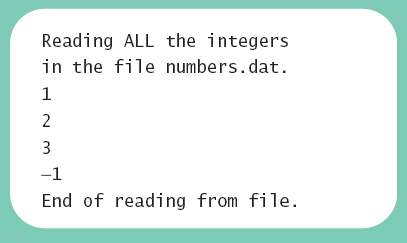 Reading ALL the integers
in the file numbers.dat.
1
2
3
–1
End of reading from file.